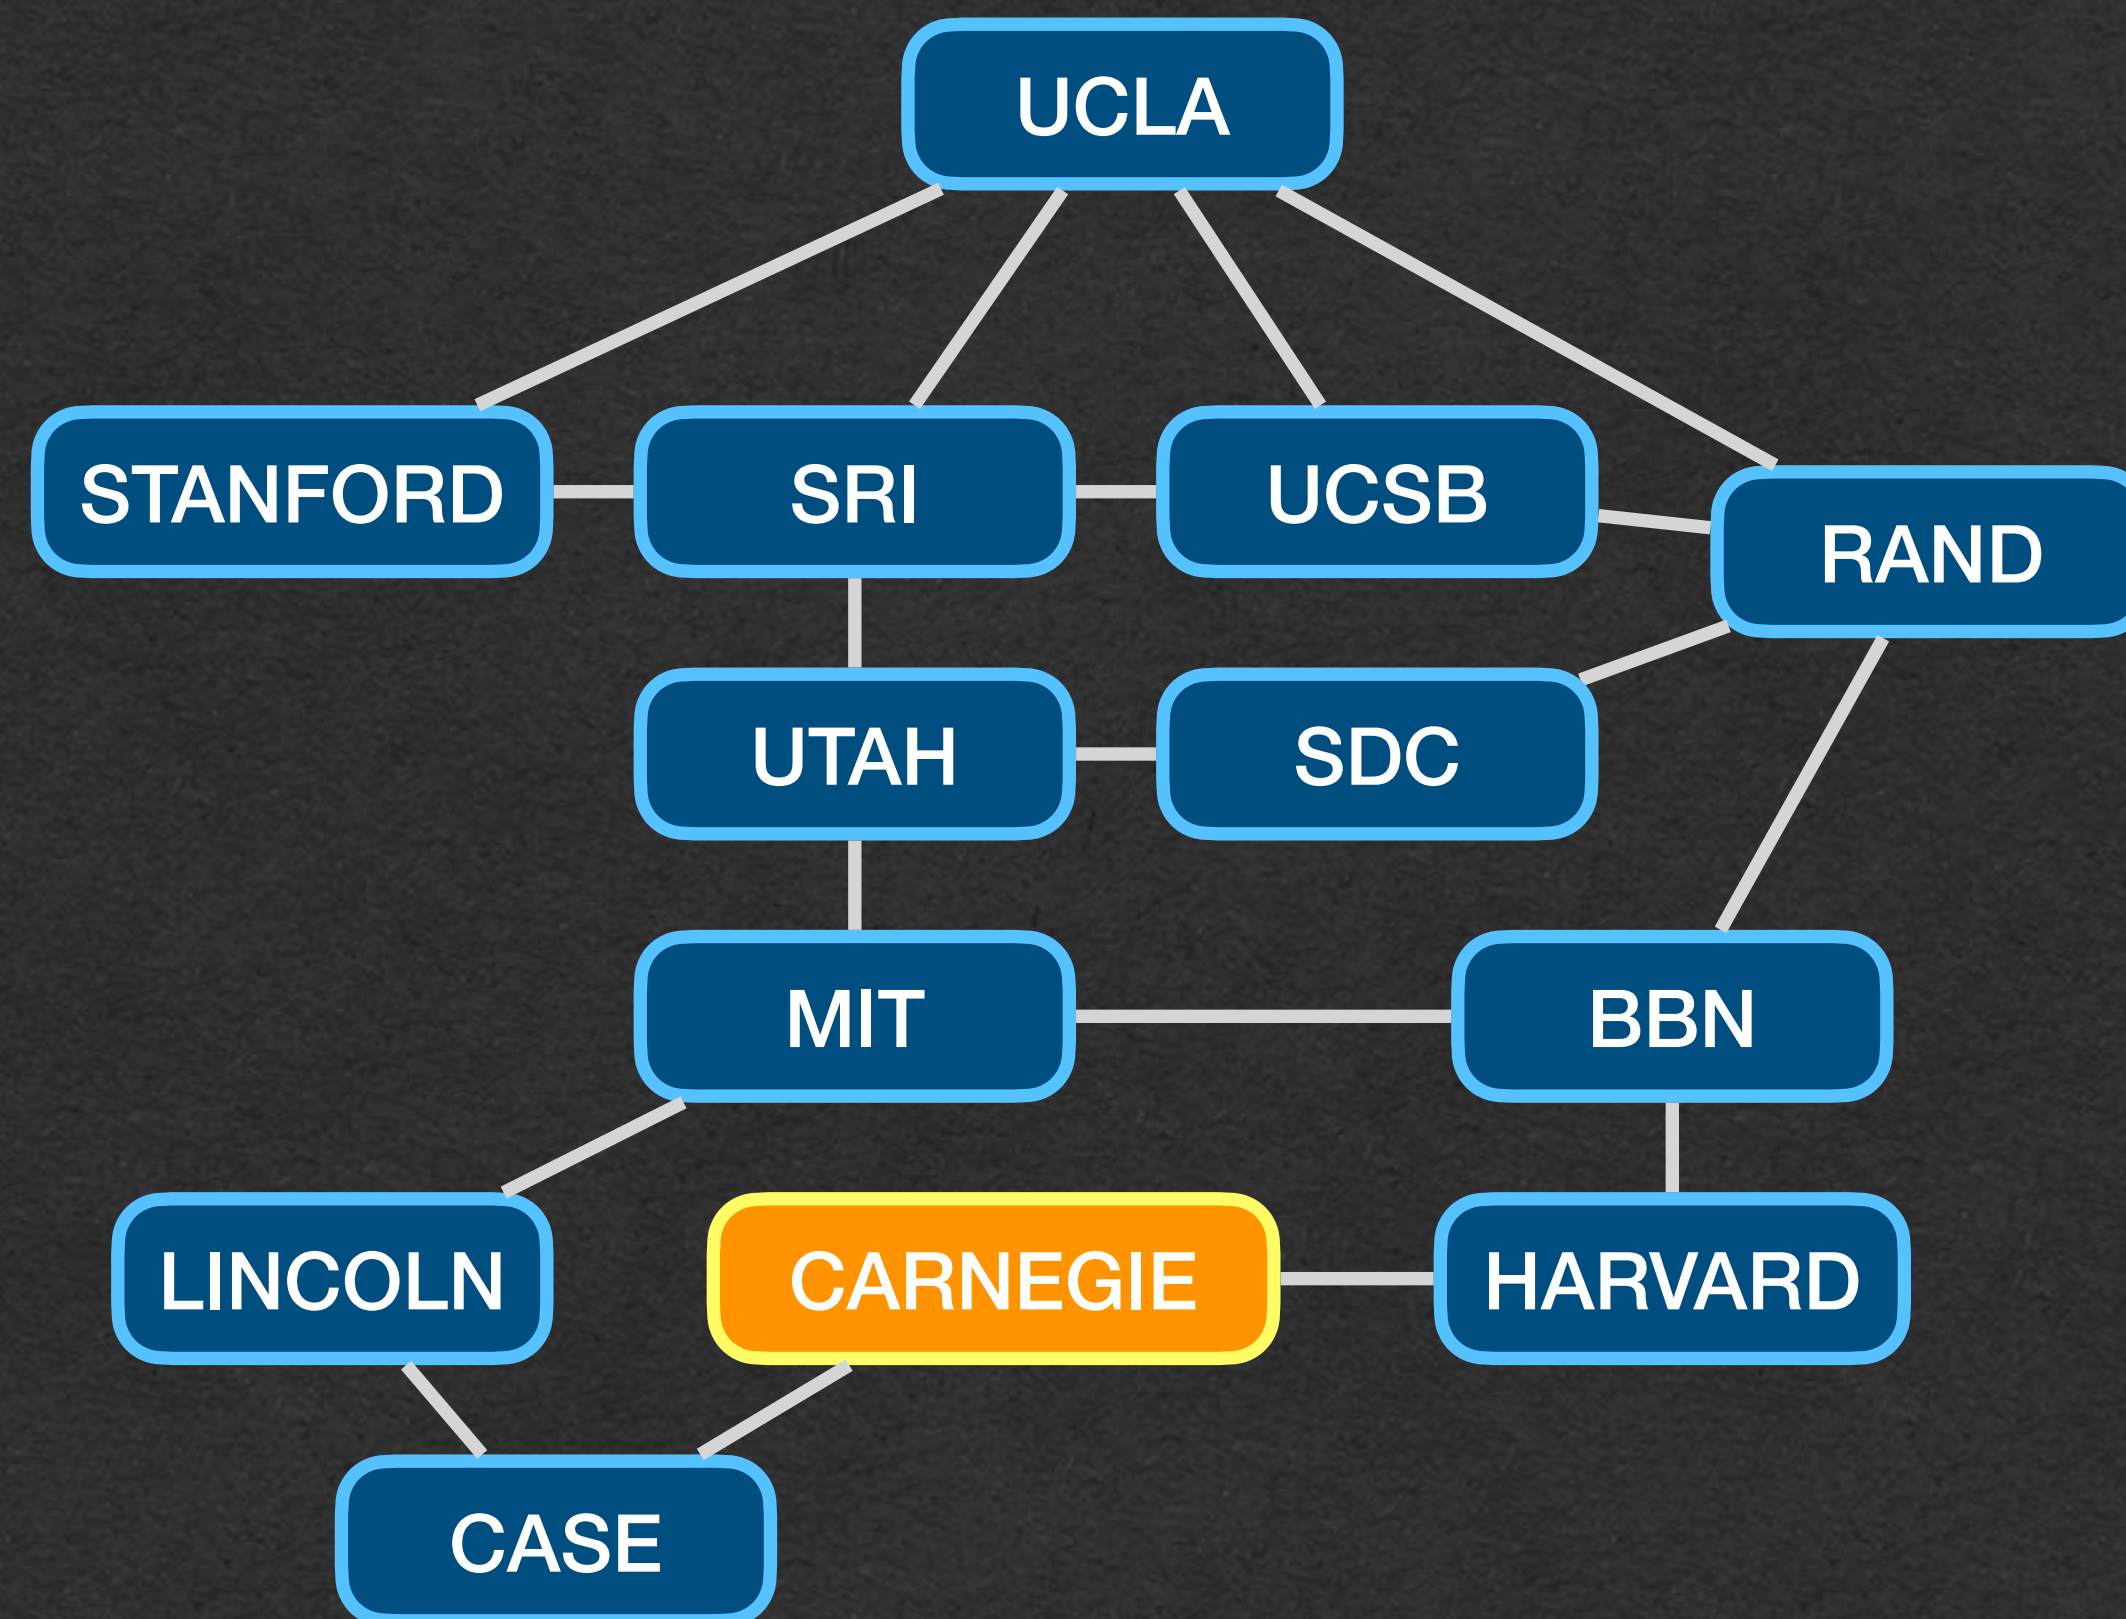 UCLA
STANFORD
SRI
UCSB
RAND
UTAH
SDC
MIT
BBN
LINCOLN
CARNEGIE
HARVARD
CASE